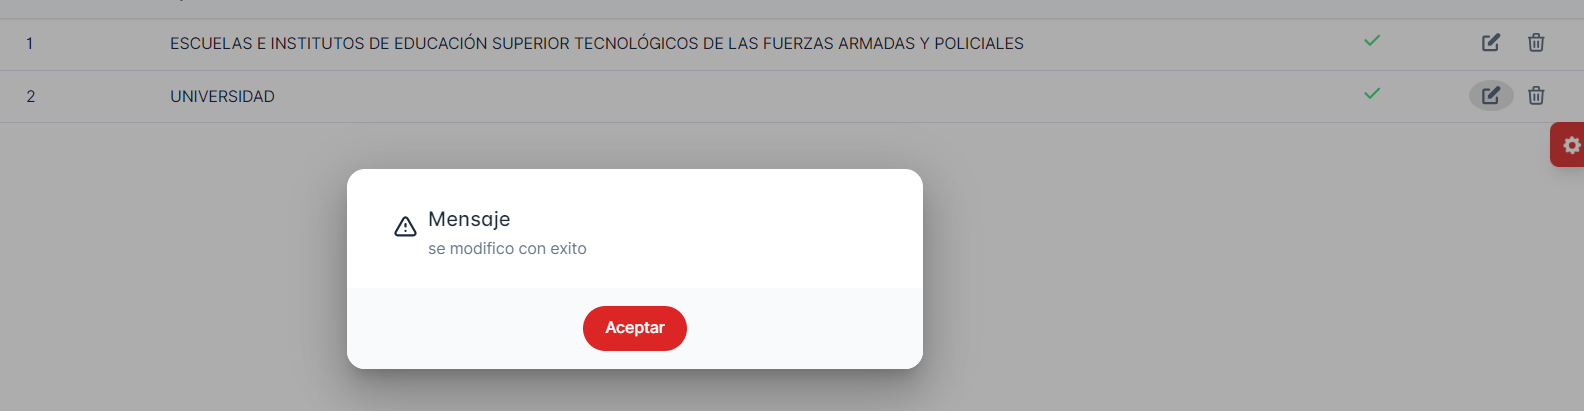 1 ESCUELAS E INSTITUTOS DE EDUCACIÓN SUPERIOR TECNOLÓGICOS DE LAS FUERZAS ARMADAS Y POLICIALES
2 UNIVERSIDAD
Mensaje
se modifico con exito
Aceptar